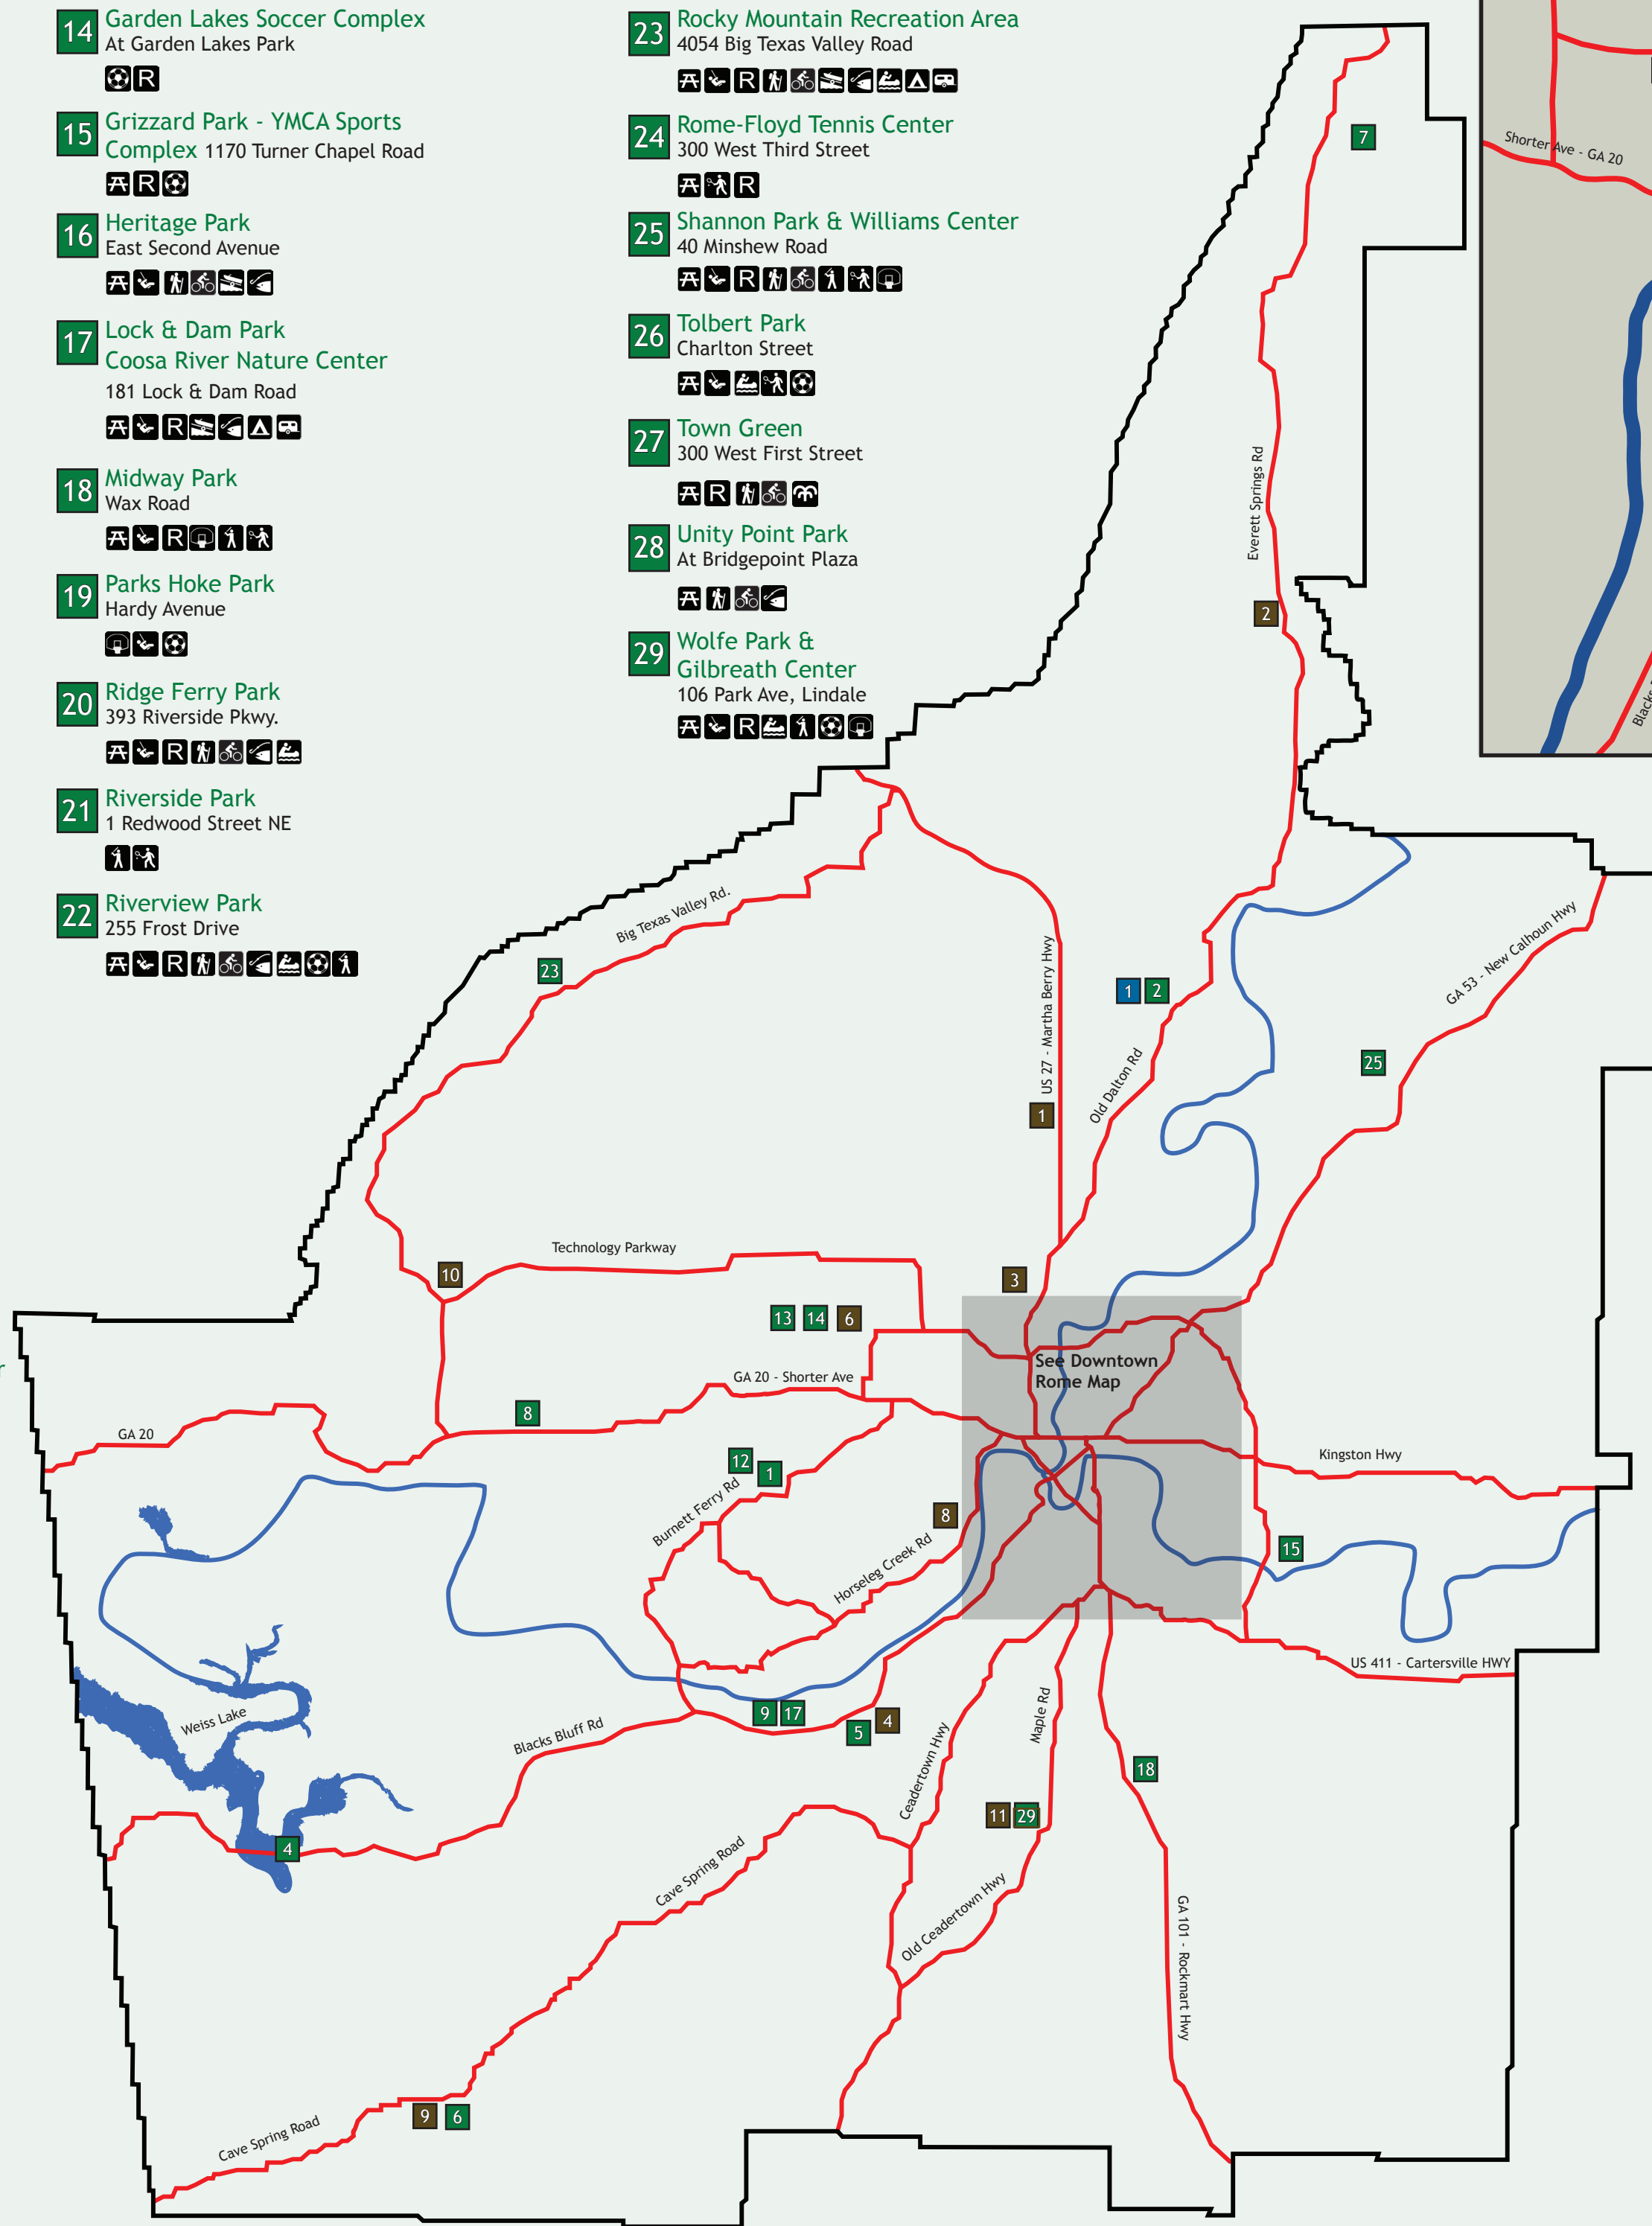 14
Garden Lakes Soccer Complex
At Garden Lakes Park
R
15
Grizzard Park - YMCA Sports
Complex 1170 Turner Chapel Road
R
16
Heritage Park
East Second Avenue
17
Lock & Dam Park
Coosa River Nature Center
181 Lock & Dam Road
R
18
Midway Park
Wax Road
R
19
Parks Hoke Park
Hardy Avenue
20
Ridge Ferry Park
393 Riverside Pkwy.
R
21
Riverside Park
1 Redwood Street NE
22
Riverview Park
255 Frost Drive
R
23
Rocky Mountain Recreation Area
4054 Big Texas Valley Road
R
24
Rome-Floyd Tennis Center
300 West Third Street
R
25
Shannon Park & Williams Center
40 Minshew Road
R
26
Tolbert Park
Charlton Street
27
Town Green
300 West First Street
R
28
Unity Point Park
At Bridgepoint Plaza
29
Wolfe Park &
Gilbreath Center
106 Park Ave, Lindale
R
Shorter Ave - GA 20
7
Everett Springs Rd
2
Big Texas Valley Rd.
23
US 27 - Martha Berry Hwy
1 2
GA 53 - New Calhoun Hwy
25
Old Dalton Rd
1
Technology Parkway
10
3
13 14 6
See Downtown
Rome Map
GA 20 - Shorter Ave
8
GA 20
Kingston Hwy
12
1
Burnett Ferry Rd
8
Horseleg Creek Rd
15
US 411 - Cartersville HWY
Weiss Lake
Blacks Bluff Rd
9 17
5
4
Ceadertown Hwy
Maple Rd
18
11 29
4
Cave Spring Road
Old Ceadertown Hwy
GA 101 - Rockmart Hwy
9 6
Cave Spring Road